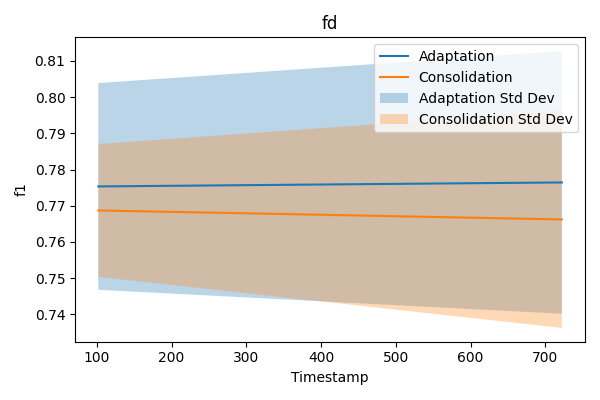 fd
f1
0.81
0.80
0.79
0.78
0.77
0.76
0.75
0.74
Adaptation
Consolidation
Adaptation Std Dev
Consolidation Std Dev
100 200 300 400 500 600 700
Timestamp